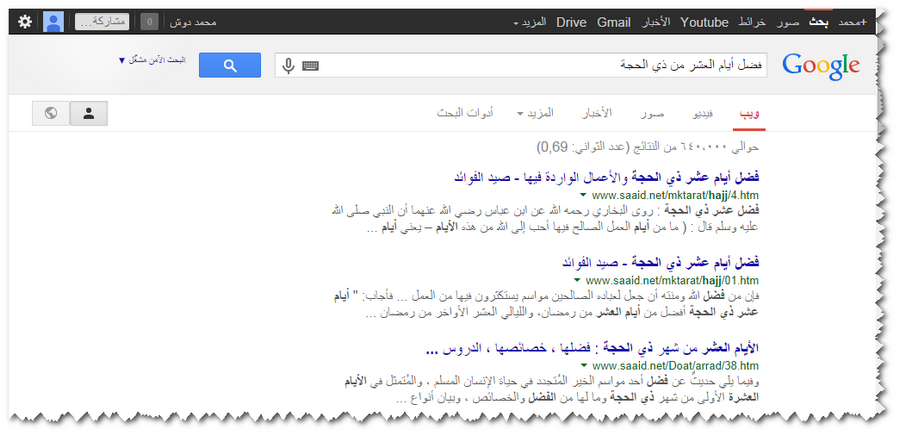 +محمد بحث صور خرائط Youtube الأخبار Gmail Drive المزيد محمد دوش 0 مشاركة...
Google فضل أيام العشر من ذي الحجة البحث الآمن مشغّل
ويب فيديو صور الأخبار المزيد أدوات البحث
حوالي ٦٤٠،٠٠٠ من النتائج (عدد الثواني: 0,69)
فضل أيام عشر ذي الحجة والأعمال الواردة فيها - صيد الفوائد
www.saaid.net/mktarat/hajj/4.htm
فضل عشر ذي الحجة : روى البخاري رحمه الله عن ابن عباس رضي الله عنهما أن النبي صلى الله
عليه وسلم قال : ( ما من أيام العمل الصالح فيها أحب إلى الله من هذه الأيام – يعني أيام ...
فضل أيام عشر ذي الحجة - صيد الفوائد
www.saaid.net/mktarat/hajj/01.htm
فإن من فضل الله ومنته أن جعل لعباده الصالحين مواسم يستكثرون فيها من العمل ... فأجاب: " أيام
عشر ذي الحجة أفضل من أيام العشر من رمضان، والليالي العشر الأواخر من رمضان ...
الأيام العشر من شهر ذي الحجة : فضلها ، خصائصها ، الدروس ...
www.saaid.net/Doat/arrad/38.htm
وفيما يلي حديثٌ عن فضل أحد مواسم الخير المُتجدد في حياة الإنسان المسلم ، والمُتمثل في الأيام
العشرة الأولى من شهر ذي الحجة وما لها من الفضل والخصائص ، وبيان أنواع ...